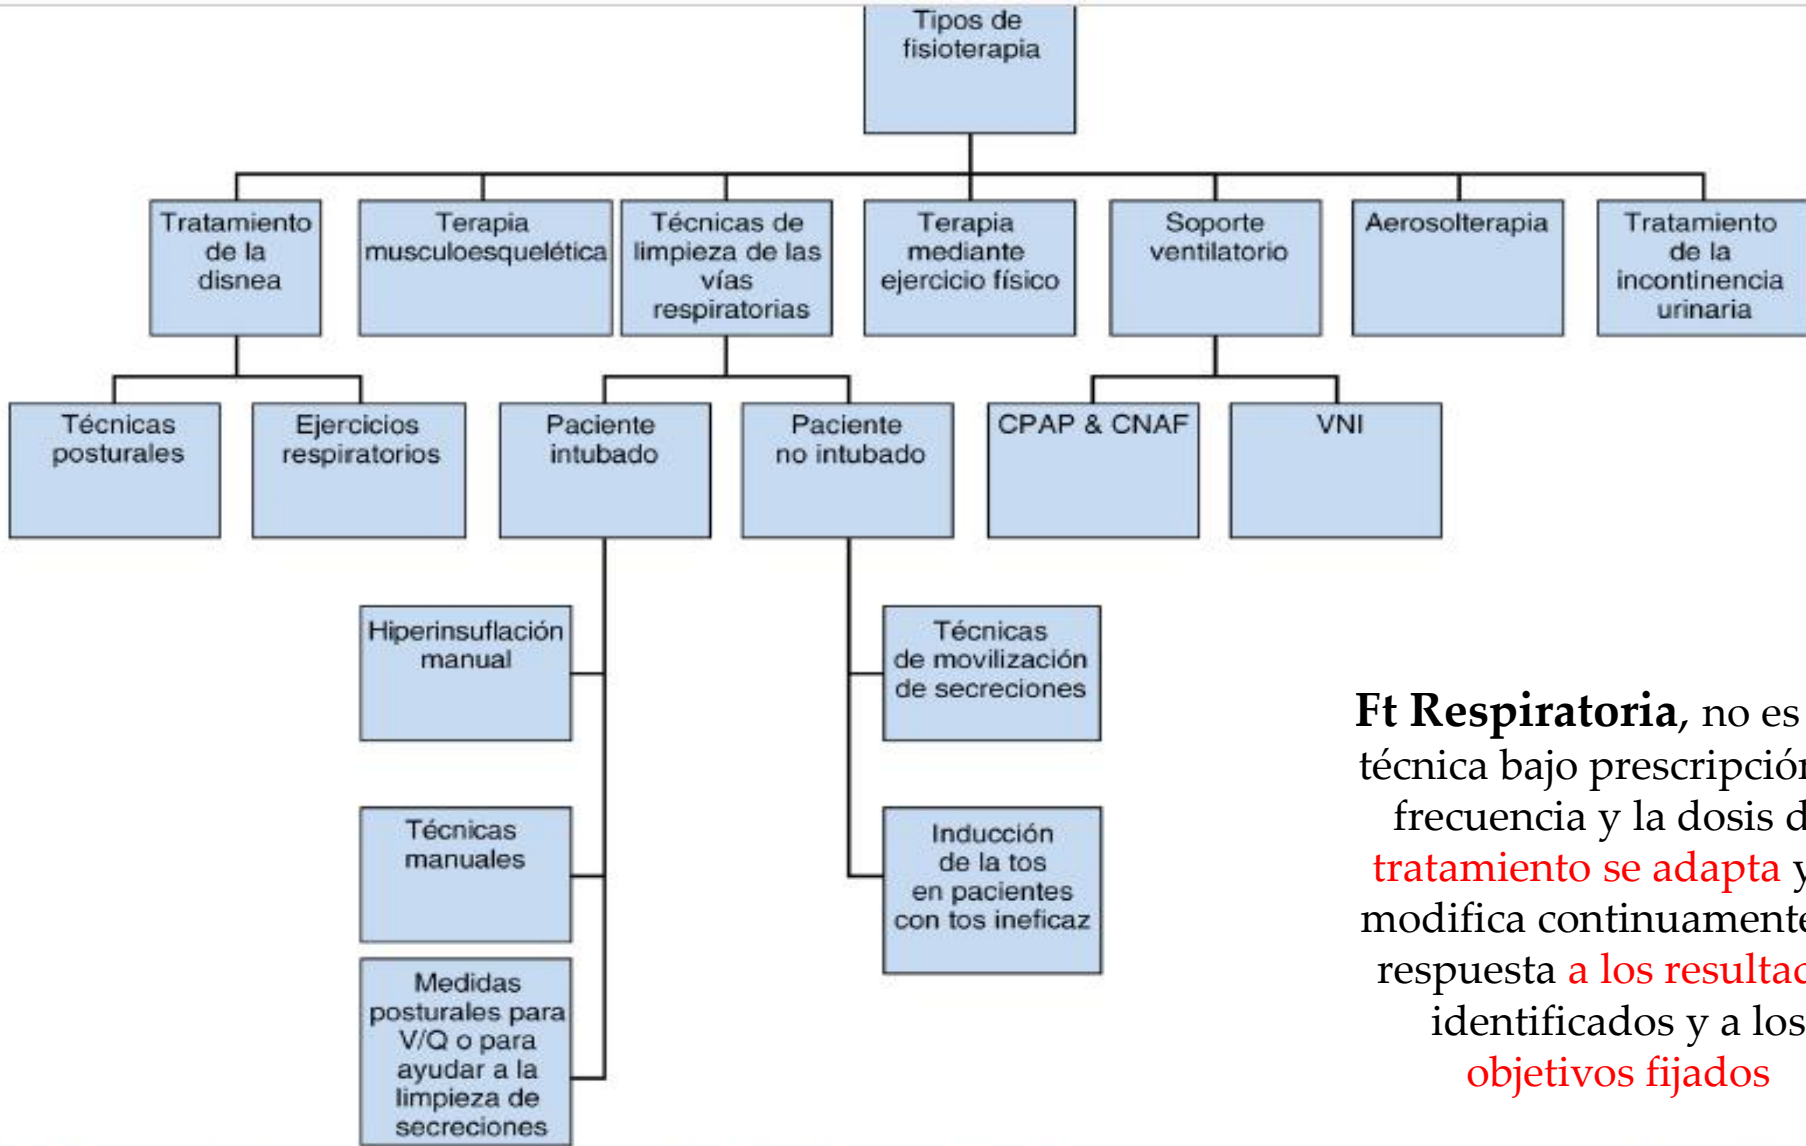 Tipos de
fisioterapia
Tratamiento
de la
disnea
Terapia
musculoesquelética
Técnicas de
limpieza de las
vías
respiratorias
Terapia
mediante
ejercicio físico
Soporte
ventilatorio
Aerosolterapia
Tratamiento
de la
incontinencia
urinaria
Técnicas
posturales
Ejercicios
respiratorios
Paciente
intubado
Paciente
no intubado
CPAP & CNAF
VNI
Hiperinsuflación
manual
Técnicas
manuales
Medidas
posturales para
V/Q o para
ayudar a la
limpieza de
secreciones
Técnicas
de movilización
de secreciones
Inducción
de la tos
en pacientes
con tos ineficaz
Ft Respiratoria, no es
técnica bajo prescripción
frecuencia y la dosis d
tratamiento se adapta y
modifica continuamente
respuesta a los resultad
identificados y a los
objetivos fijados